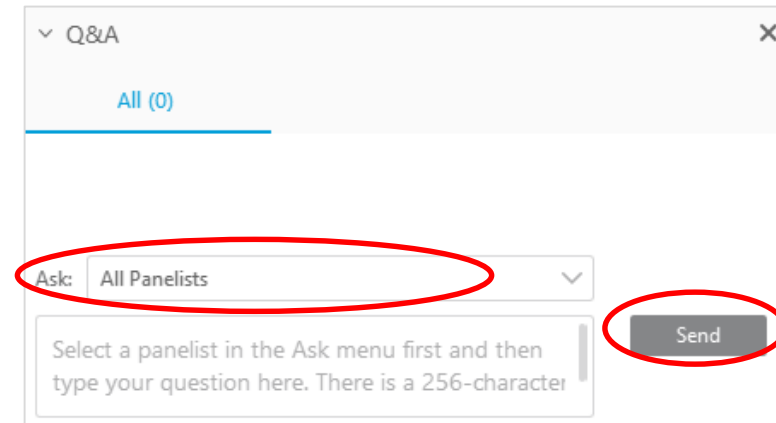 Q&A
All (0)
Ask: All Panelists
Select a panelist in the Ask menu first and then
type your question here. There is a 256-character
Send